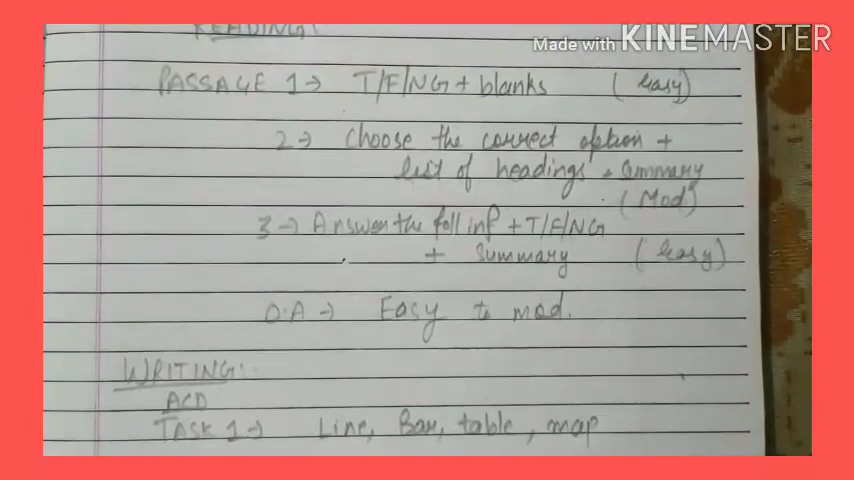 READING:
Made with KINEMASTER
PASSAGE 1→ T/F/NG + blanks (easy)
2→ Choose the correct option +
list of headings + Summary
(Mod)
3→ Answer the foll inf + T/F/NG
+ Summary (easy)
O.A → Easy to mod.
WRITING:-
ACD
TASK 1→ Line, Bar, table, map